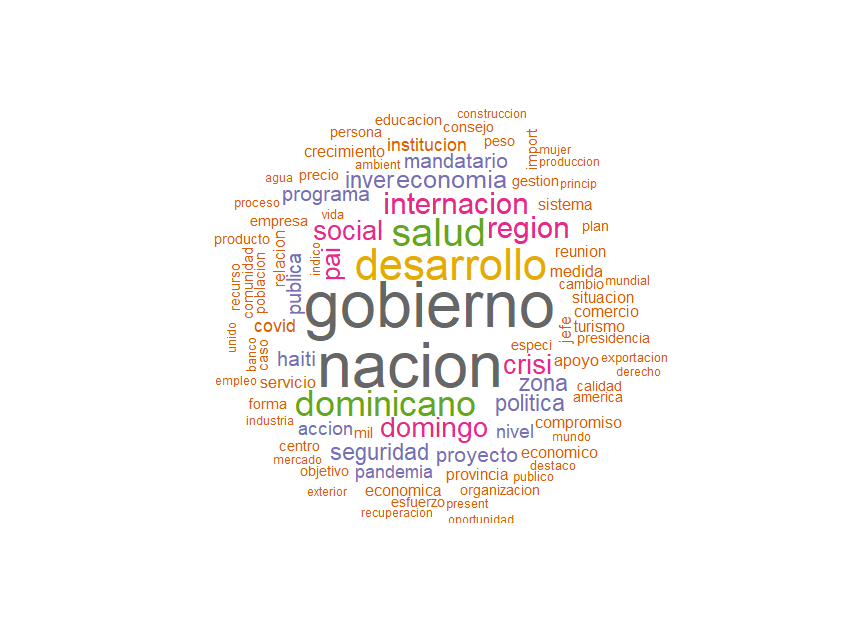 construccion
educacion
consejo
persona
import
institucion
peso
mujer
crecimiento
mandatario
produccion
ambient
agua
precio
inver
economia
gestion
princip
programa
proceso
internacion
sistema
vida
empresa
social
salud
region
plan
producto
relacion
indico
pai
desarrollo
reunion
recurso
comunidad
poblacion
publica
medida
cambio
mundial
gobierno
situacion
comercio
covid
jefe
turismo
unido
banco
caso
especi
presidencia
haiti
nacion
crisi
apoyo
exportacion
derecho
empleo
servicio
zona
calidad
forma
dominicano
politica
america
industria
accion
mil
domingo
nivel
compromiso
mundo
centro
seguridad
proyecto
economico
mercado
objetivo
pandemia
provincia
destaco
publico
exterior
economica
organizacion
esfuerzo
present
recuperacion
oportunidad